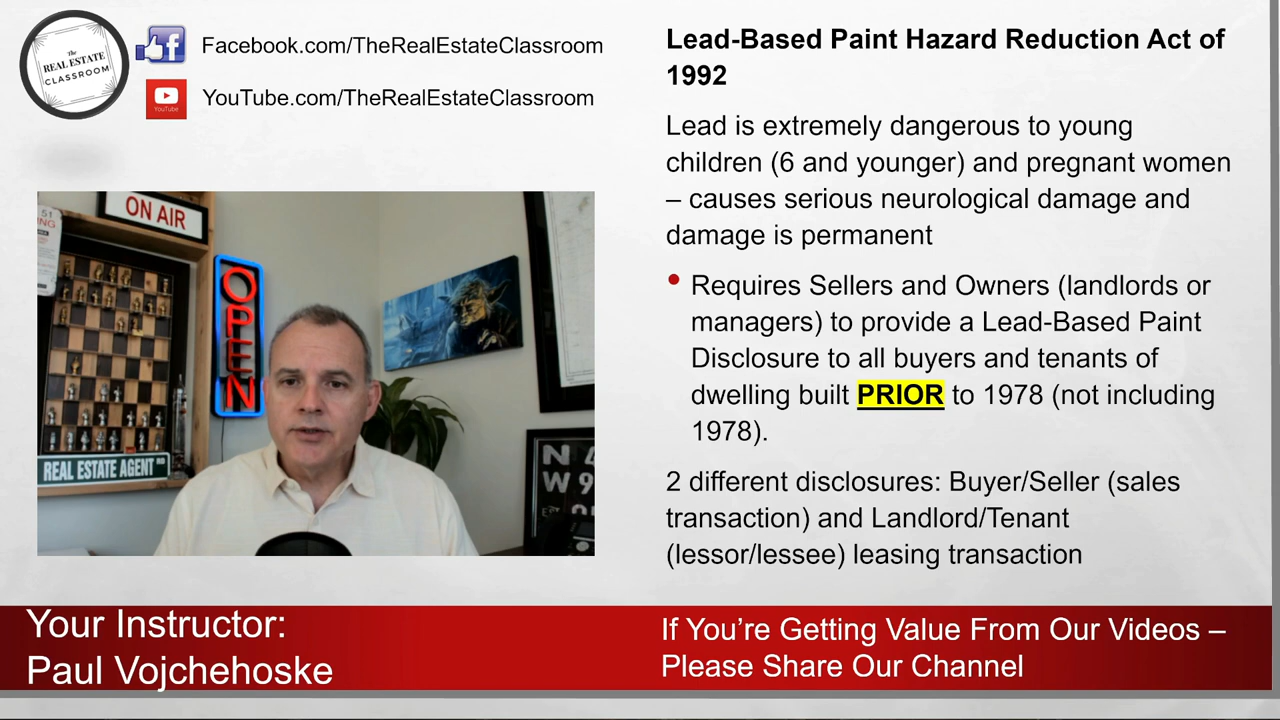 The
REAL ESTATE
CLASSROOM
Facebook.com/TheRealEstateClassroom
YouTube
YouTube.com/TheRealEstateClassroom
ON AIR
51
ING
OPEN
REAL ESTATE AGENT
N
W 9
Est
Lead-Based Paint Hazard Reduction Act of
1992
Lead is extremely dangerous to young
children (6 and younger) and pregnant women
– causes serious neurological damage and
damage is permanent
• Requires Sellers and Owners (landlords or
managers) to provide a Lead-Based Paint
Disclosure to all buyers and tenants of
dwelling built PRIOR to 1978 (not including
1978).
2 different disclosures: Buyer/Seller (sales
transaction) and Landlord/Tenant
(lessor/lessee) leasing transaction
Your Instructor:
Paul Vojchehoske
If You’re Getting Value From Our Videos –
Please Share Our Channel